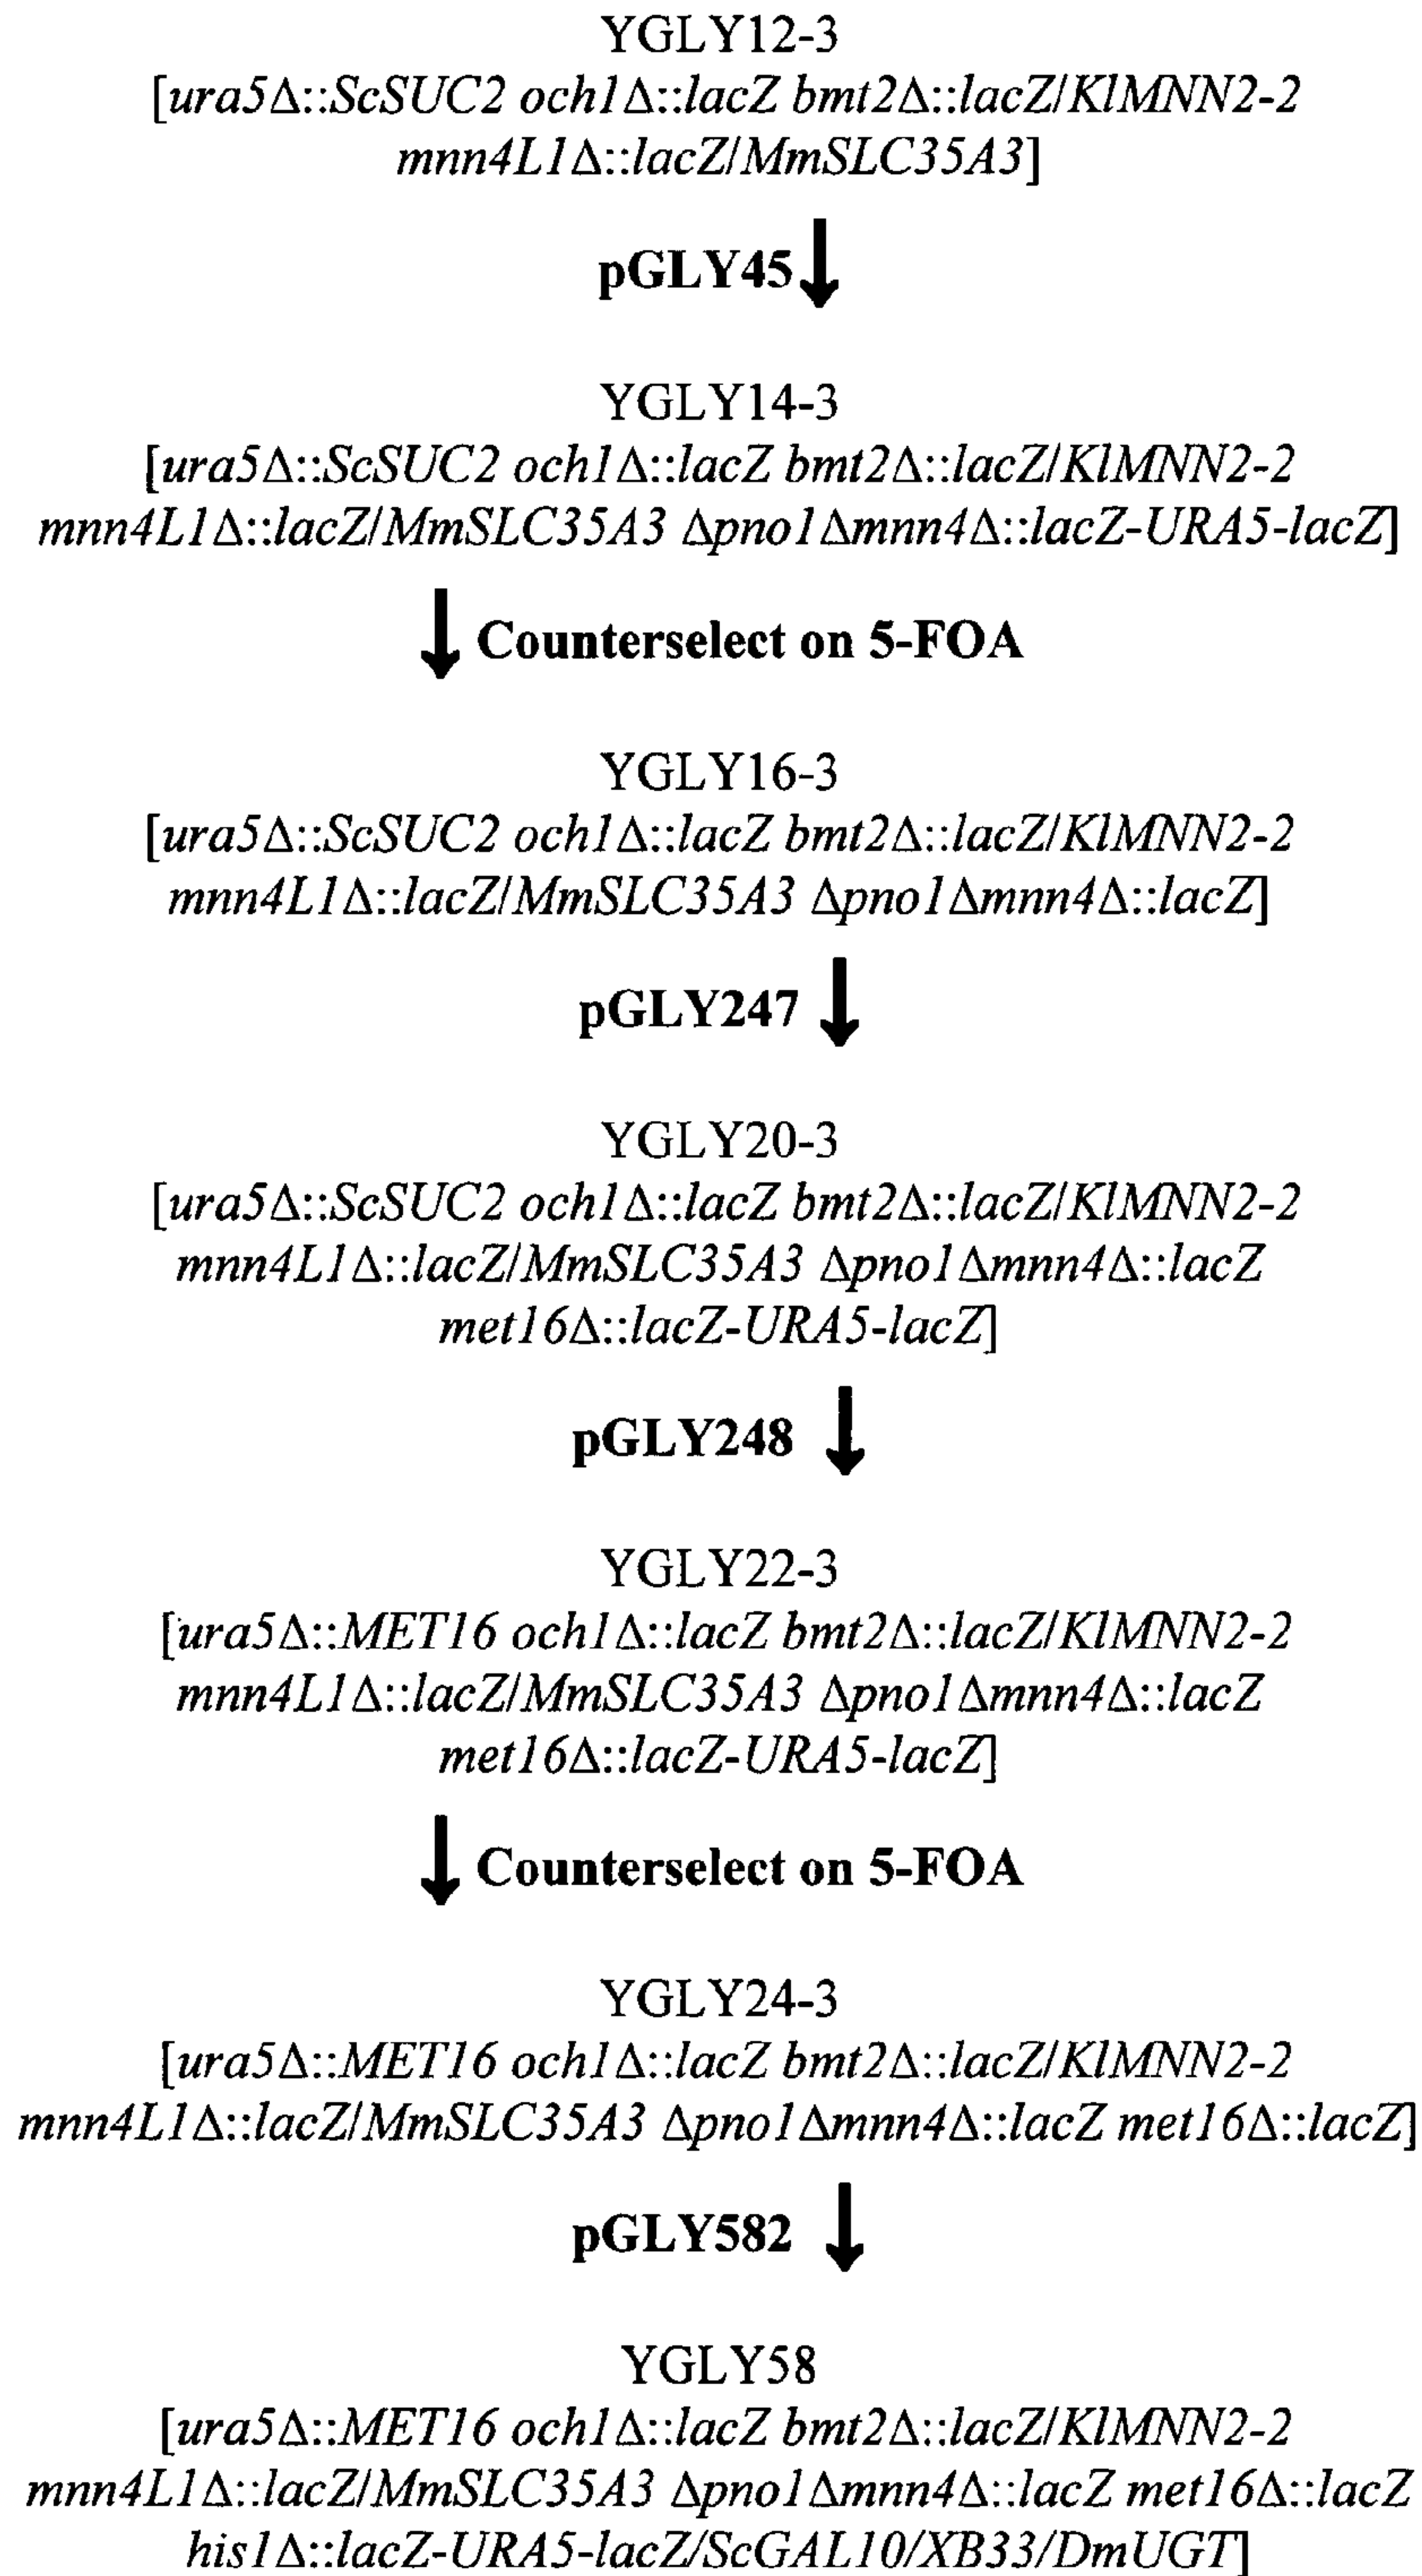 YGLY12-3
[ura5Δ::ScSUC2 och1Δ::lacZ bmt2Δ::lacZ/KlMNN2-2
mnn4L1Δ::lacZ/MmSLC35A3]
pGLY45
YGLY14-3
[ura5Δ::ScSUC2 och1Δ::lacZ bmt2Δ::lacZ/KlMNN2-2
mnn4L1Δ::lacZ/MmSLC35A3 Δpno1Δmnn4Δ::lacZ-URA5-lacZ]
Counterselect on 5-FOA
YGLY16-3
[ura5Δ::ScSUC2 och1Δ::lacZ bmt2Δ::lacZ/KlMNN2-2
mnn4L1Δ::lacZ/MmSLC35A3 Δpno1Δmnn4Δ::lacZ]
pGLY247
YGLY20-3
[ura5Δ::ScSUC2 och1Δ::lacZ bmt2Δ::lacZ/KlMNN2-2
mnn4L1Δ::lacZ/MmSLC35A3 Δpno1Δmnn4Δ::lacZ
met16Δ::lacZ-URA5-lacZ]
pGLY248
YGLY22-3
[ura5Δ::MET16 och1Δ::lacZ bmt2Δ::lacZ/KlMNN2-2
mnn4L1Δ::lacZ/MmSLC35A3 Δpno1Δmnn4Δ::lacZ
met16Δ::lacZ-URA5-lacZ]
Counterselect on 5-FOA
YGLY24-3
[ura5Δ::MET16 och1Δ::lacZ bmt2Δ::lacZ/KlMNN2-2
mnn4L1Δ::lacZ/MmSLC35A3 Δpno1Δmnn4Δ::lacZ met16Δ::lacZ]
pGLY582
YGLY58
[ura5Δ::MET16 och1Δ::lacZ bmt2Δ::lacZ/KlMNN2-2
mnn4L1Δ::lacZ/MmSLC35A3 Δpno1Δmnn4Δ::lacZ met16Δ::lacZ
his1Δ::lacZ-URA5-lacZ/ScGAL10/XB33/DmUGT]